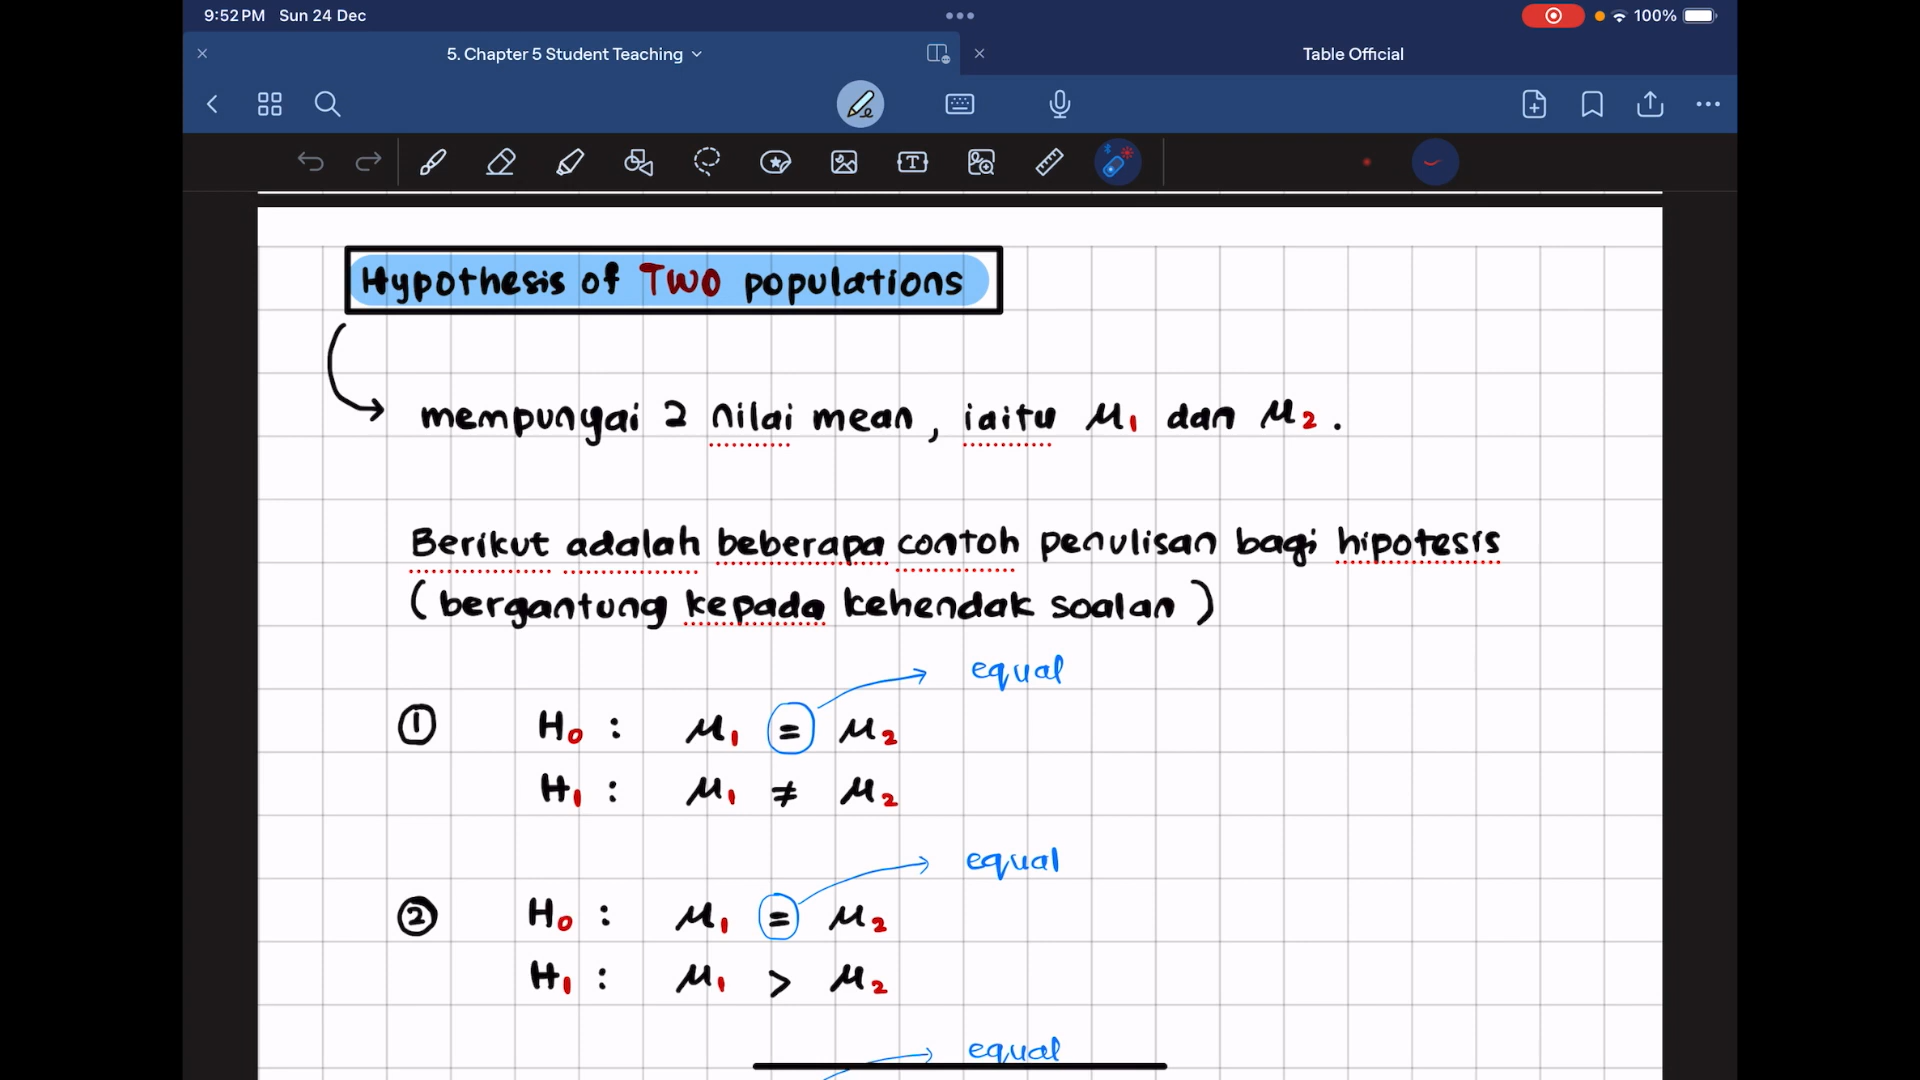 9:52 PM Sun 24 Dec
100%
5. Chapter 5 Student Teaching
Table Official
Hypothesis of TWO populations
mempunyai 2 nilai mean, iaitu μ1 dan μ2.
Berikut adalah beberapa contoh penulisan bagi hipotesis
(bergantung kepada kehendak soalan)
equal
① H0 : μ1 = μ2
H1 : μ1 ≠ μ2
equal
② H0 : μ1 = μ2
H1 : μ1 > μ2
equal